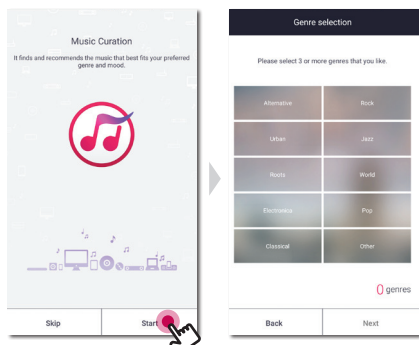 Music Curation
It finds and recommends the music that best fits your preferred
genre and mood.
Skip
Start
Genre selection
Please select 3 or more genres that you like.
Alternative
Rock
Urban
Jazz
Roots
World
Electronica
Pop
Classical
Other
0 genres
Back
Next